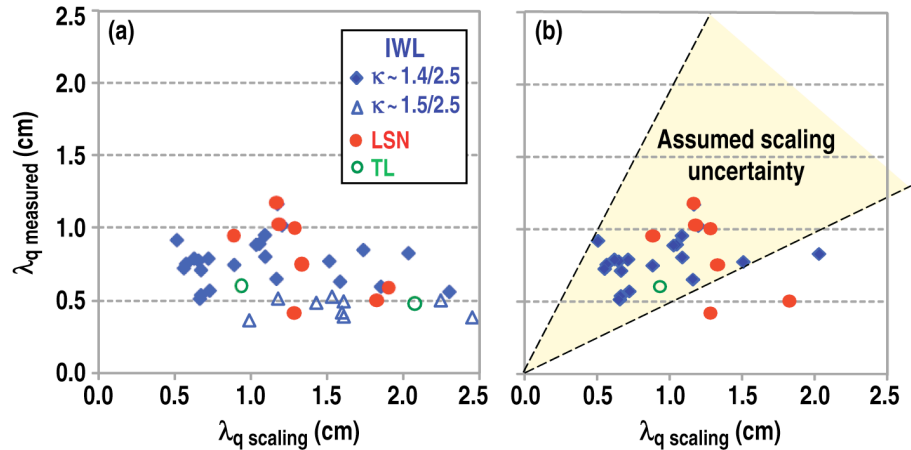 (a)
2.5
2.0
1.5
1.0
0.5
0.0
λq measured (cm)
IWL
κ ~ 1.4/2.5
κ ~ 1.5/2.5
LSN
TL
0.0 0.5 1.0 1.5 2.0 2.5
λq scaling (cm)
(b)
Assumed scaling
uncertainty
0.0 0.5 1.0 1.5 2.0 2.5
λq scaling (cm)